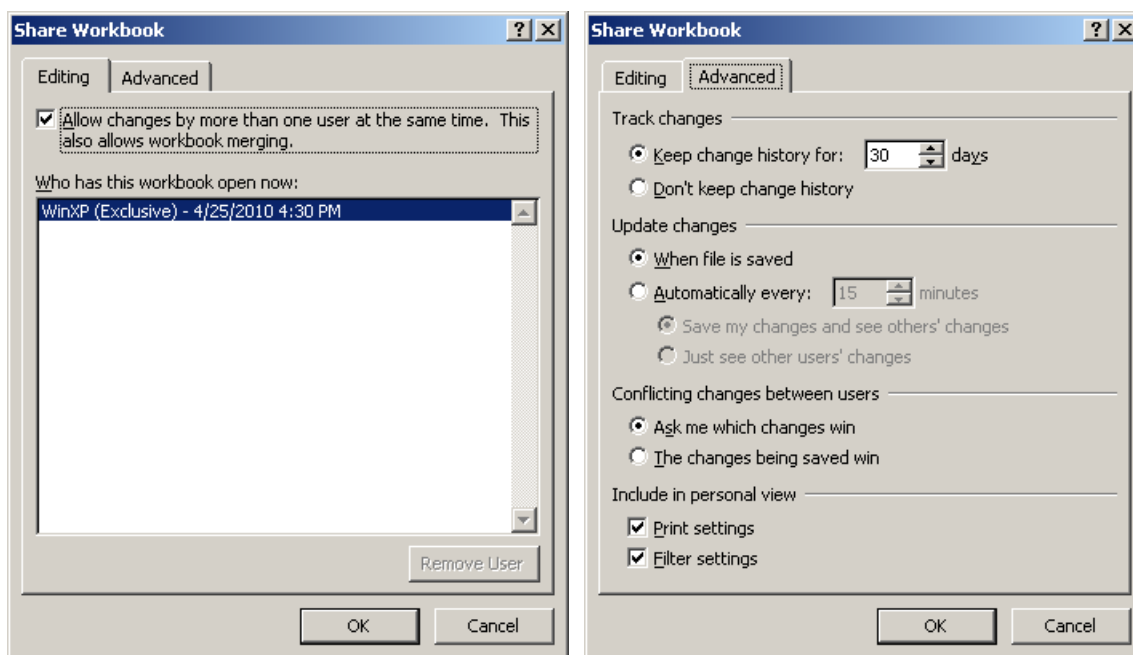 Share Workbook
Editing Advanced
Allow changes by more than one user at the same time. This
also allows workbook merging.
Who has this workbook open now:
WinXP (Exclusive) - 4/25/2010 4:30 PM
Remove User
OK Cancel
Share Workbook
Editing Advanced
Track changes
Keep change history for: 30 days
Don't keep change history
Update changes
When file is saved
Automatically every: 15 minutes
Save my changes and see others' changes
Just see other users' changes
Conflicting changes between users
Ask me which changes win
The changes being saved win
Include in personal view
Print settings
Filter settings
OK Cancel